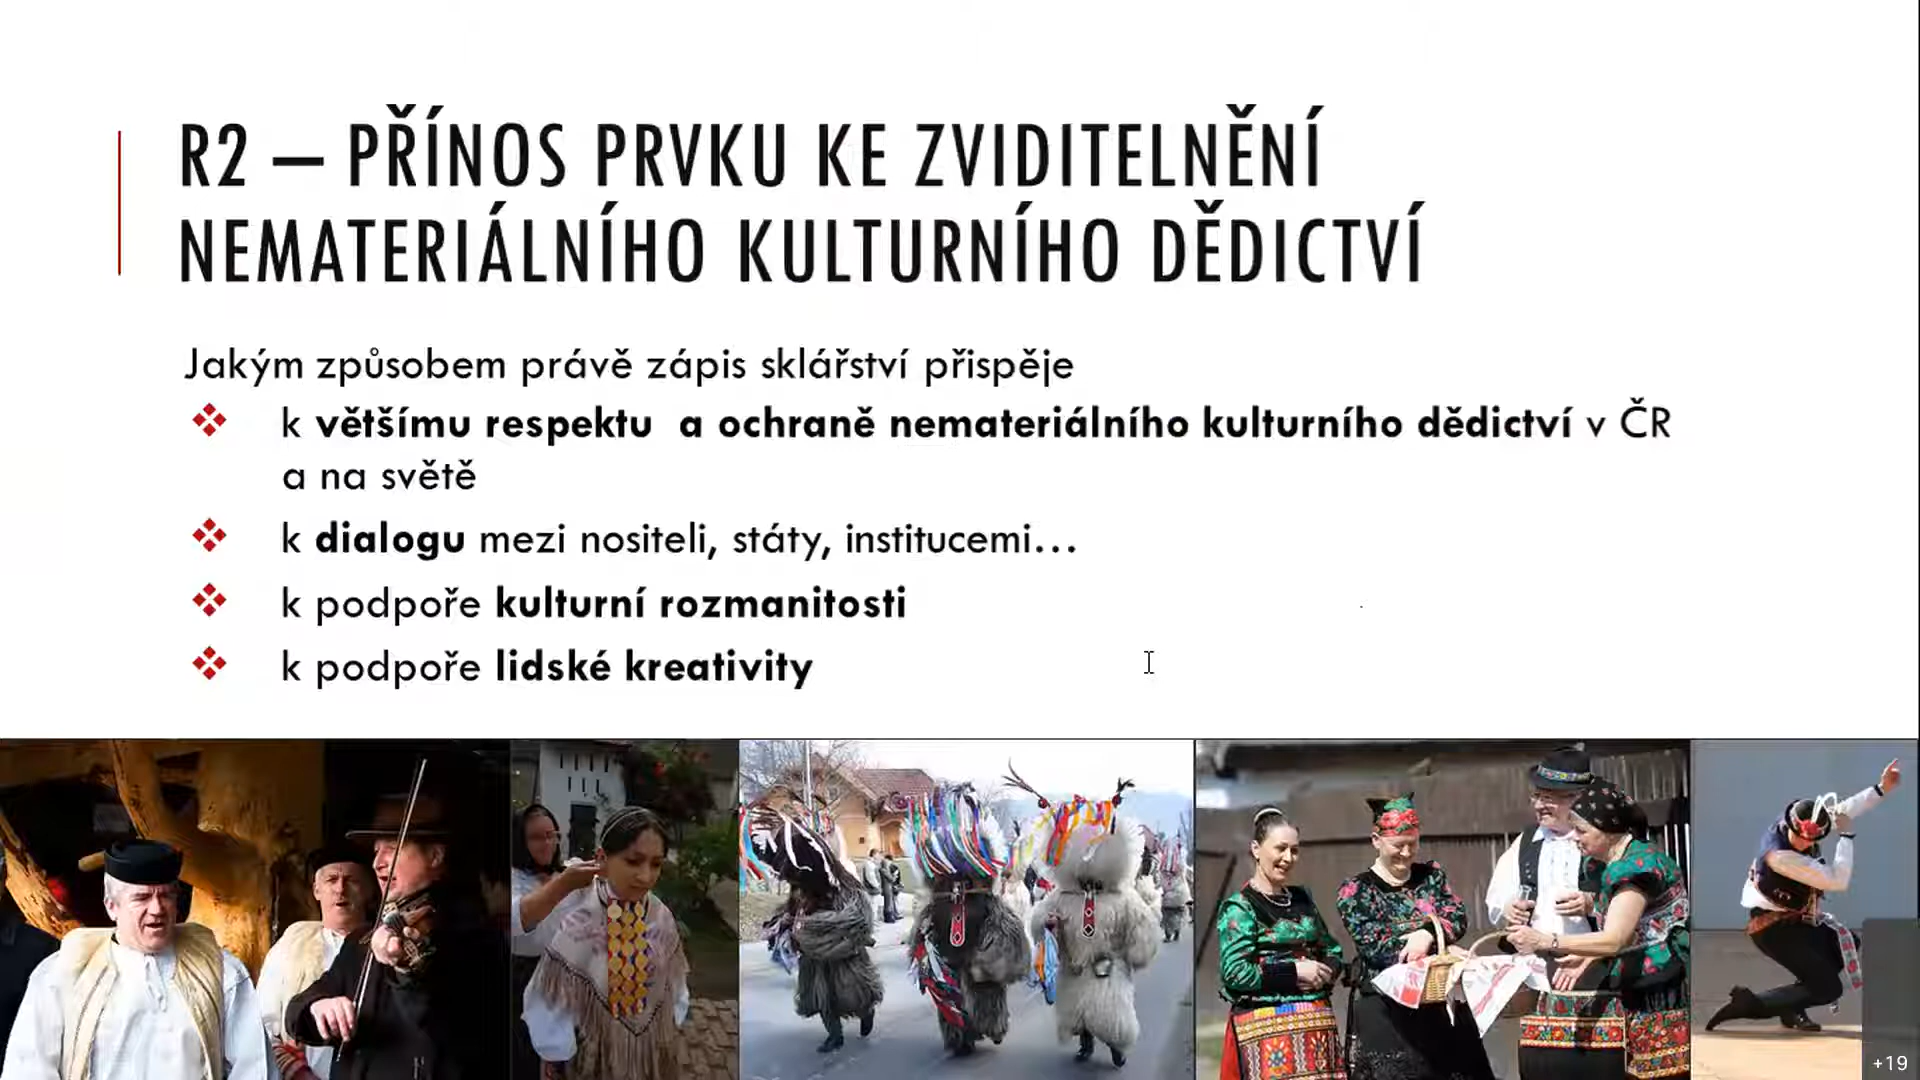 R2 – PŘÍNOS PRVKU KE ZVIDITELNĚNÍ
NEMATERIÁLNÍHO KULTURNÍHO DĚDICTVÍ
Jakým způsobem právě zápis sklářství přispěje
❖ k většímu respektu a ochraně nemateriálního kulturního dědictví v ČR
a na světě
❖ k dialogu mezi nositeli, státy, institucemi…
❖ k podpoře kulturní rozmanitosti
❖ k podpoře lidské kreativity
+19